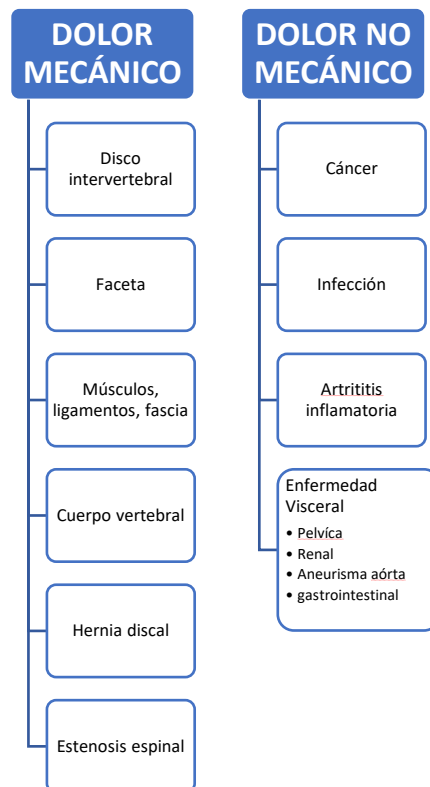 DOLOR
MECÁNICO
Disco
intervertebral
Faceta
Músculos,
ligamentos, fascia
Cuerpo vertebral
Hernia discal
Estenosis espinal
DOLOR NO
MECÁNICO
Cáncer
Infección
Artrititis
inflamatoria
Enfermedad
Visceral
• Pelvíca
• Renal
• Aneurisma aórta
• gastrointestinal